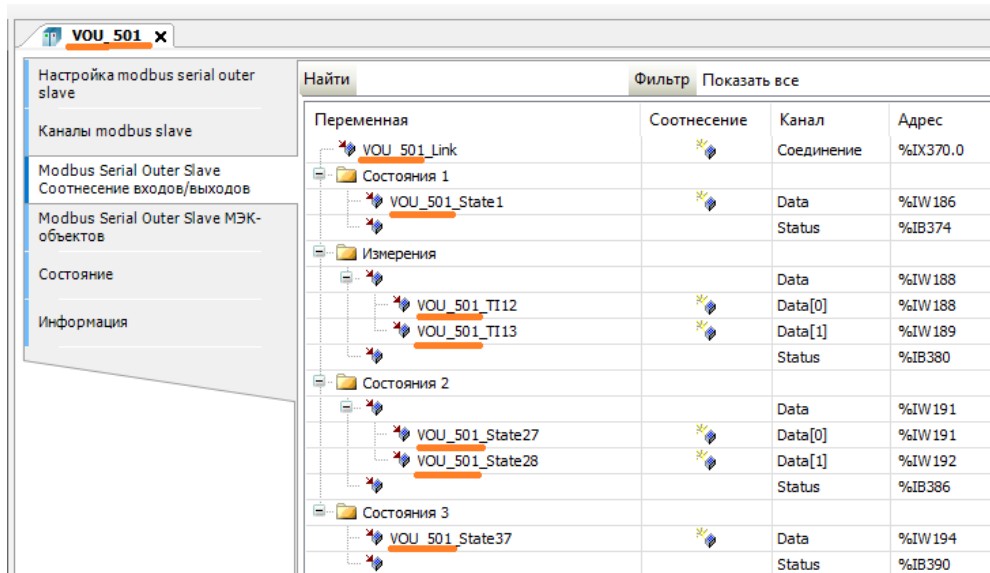 VOU_501 x
Настройка modbus serial outer slave
Каналы modbus slave
Modbus Serial Outer Slave Соотнесение входов/выходов
Modbus Serial Outer Slave МЭК-объектов
Состояние
Информация
Найти Фильтр Показать все
Переменная Соотнесение Канал Адрес
VOU_501_Link Соединение %IX370.0
Состояния 1
VOU_501_State1 Data %IW186
Status %IB374
Измерения
Data %IW188
VOU_501_TI12 Data[0] %IW188
VOU_501_TI13 Data[1] %IW189
Status %IB380
Состояния 2
Data %IW191
VOU_501_State27 Data[0] %IW191
VOU_501_State28 Data[1] %IW192
Status %IB386
Состояния 3
VOU_501_State37 Data %IW194
Status %IB390